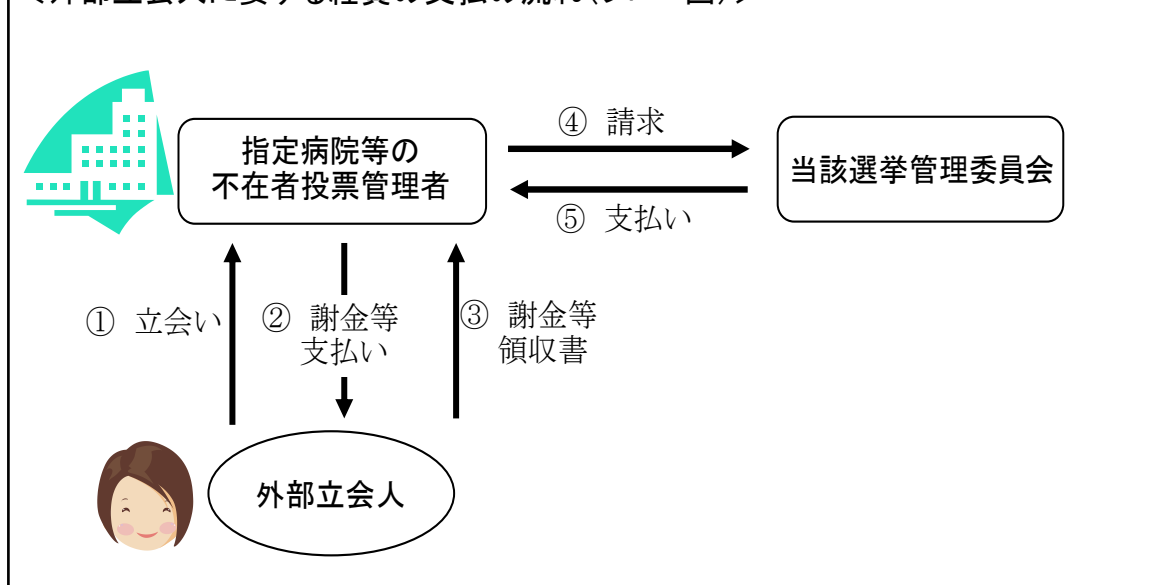 指定病院等の
不在者投票管理者
④ 請求
当該選挙管理委員会
⑤ 支払い
① 立会い
② 謝金等
支払い
③ 謝金等
領収書
外部立会人